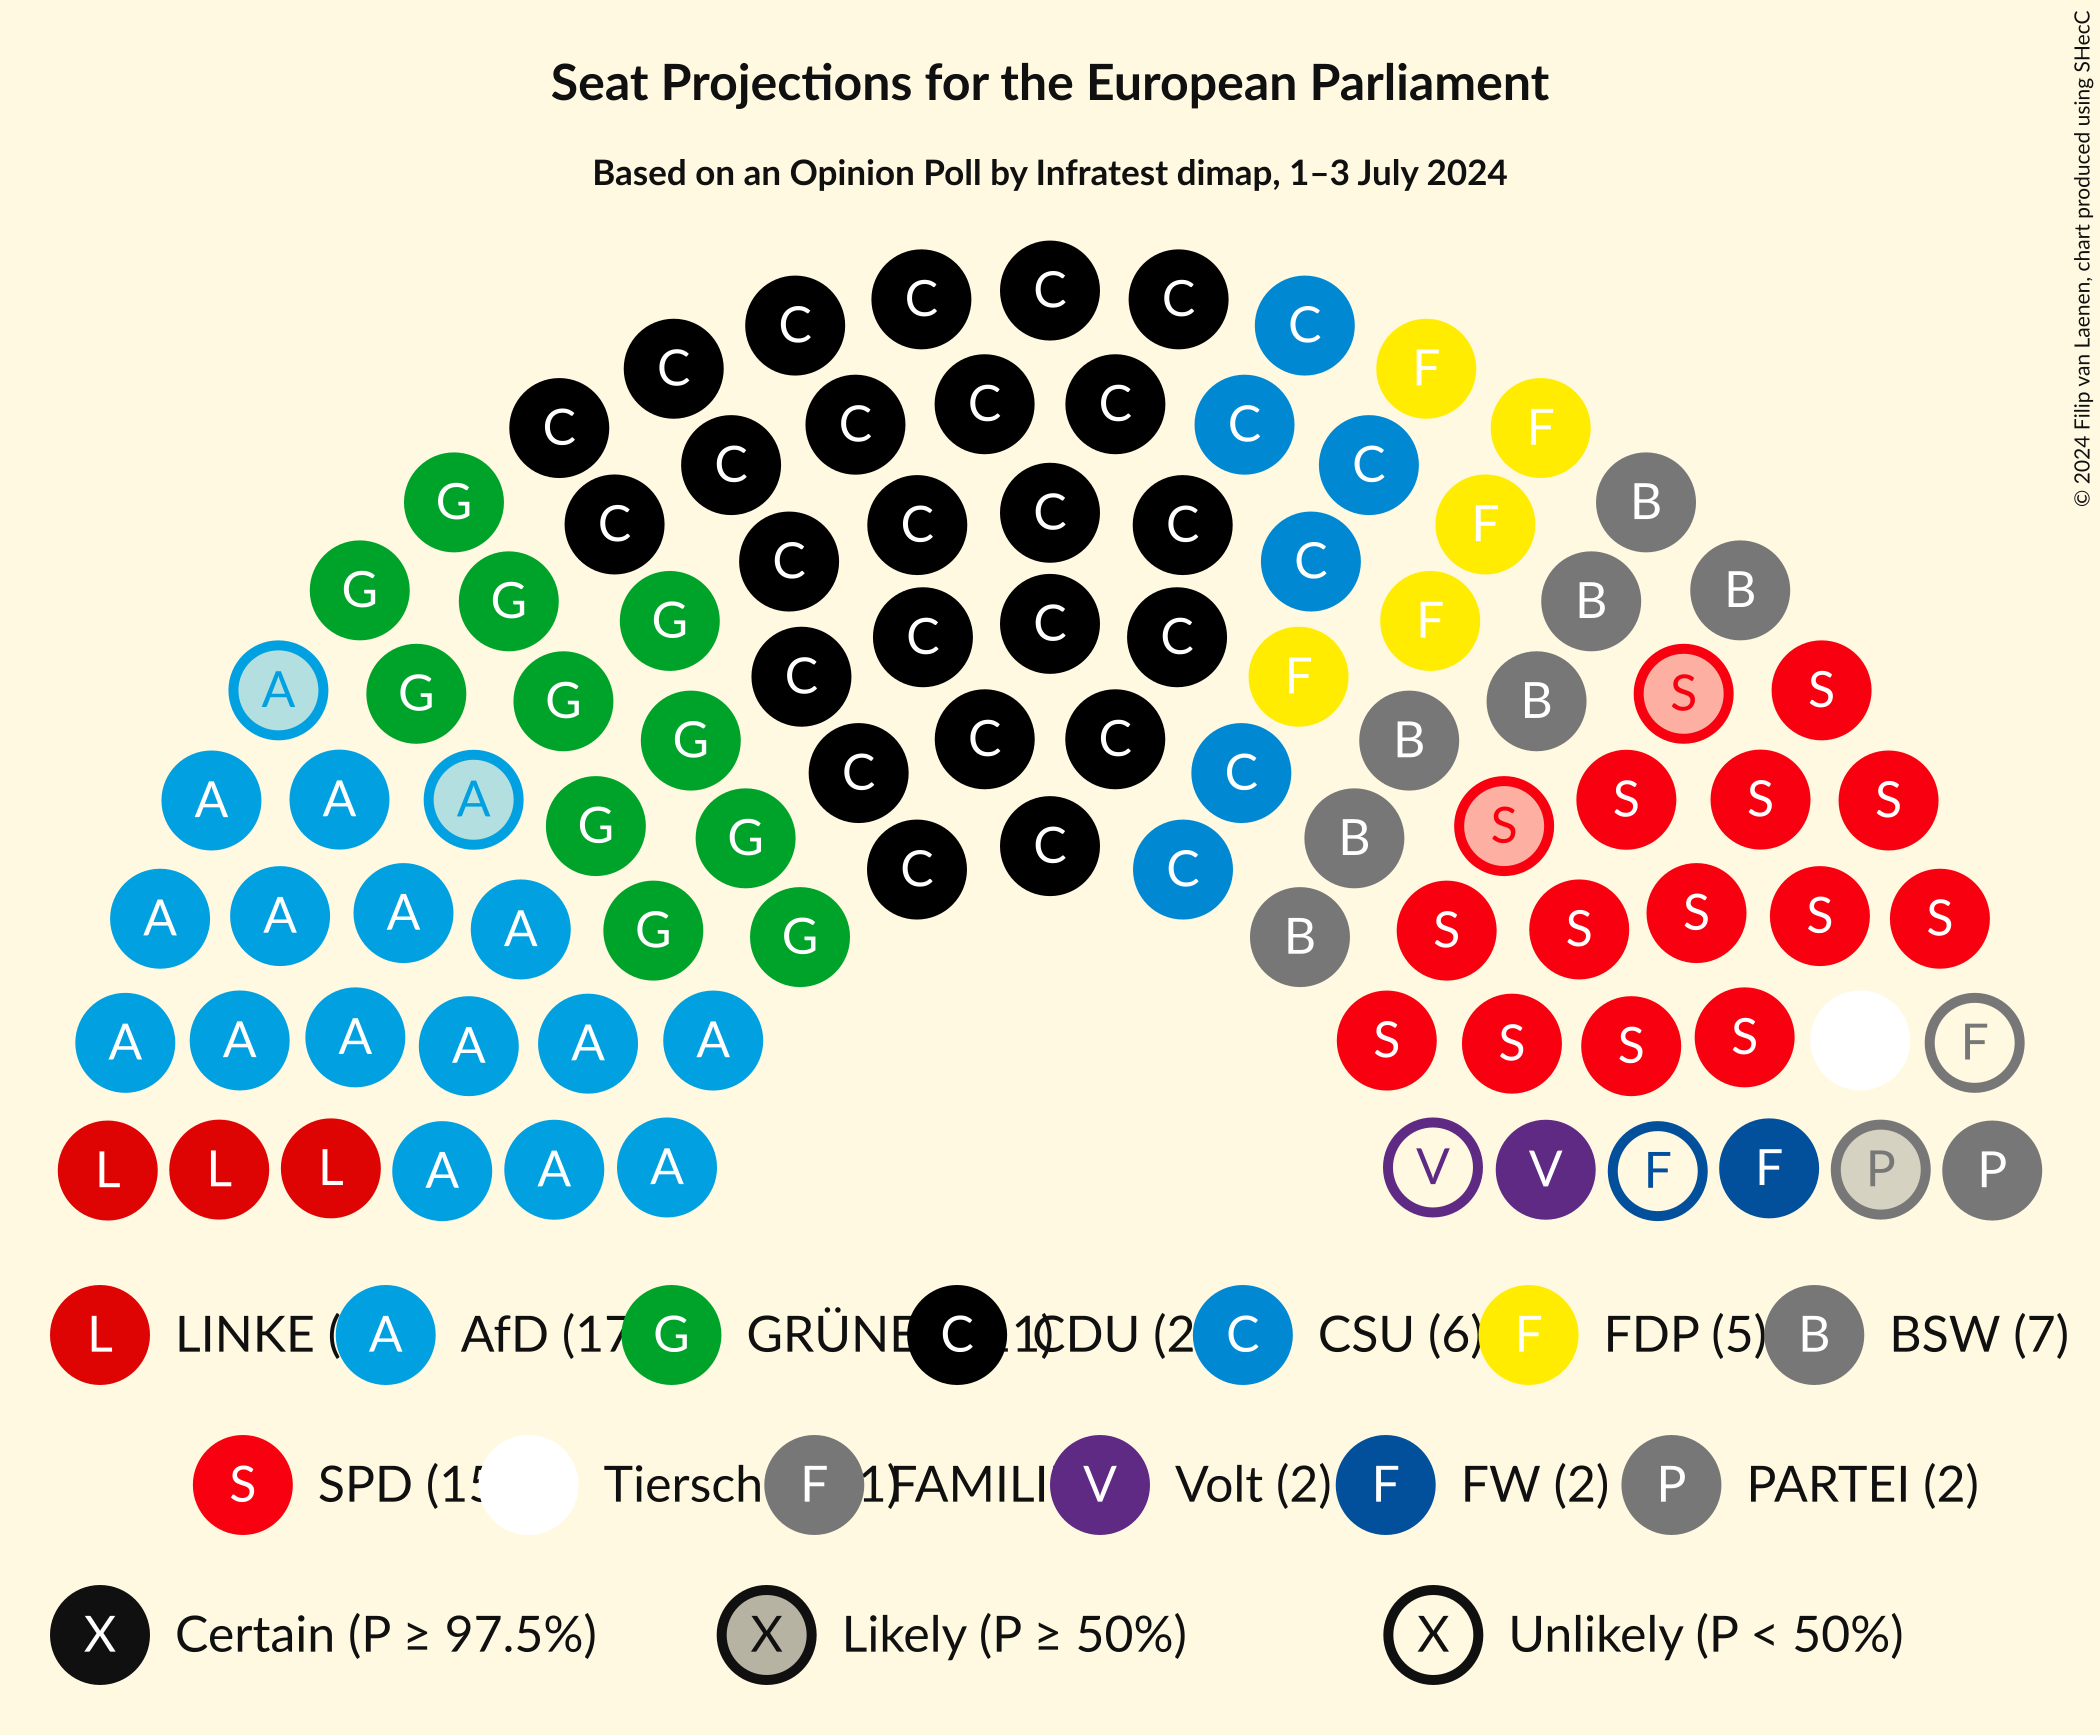 Seat Projections for the European Parliament
Based on an Opinion Poll by Infratest dimap, 1–3 July 2024
© 2024 Filip van Laenen, chart produced using SHecC
C C C C C
C C C F
C C C C C C F
G C C C F B
G G C C C C C F B B
A G G G C C C C C F F B B S S
G C C C C B
A A A G G S S S S
A A A A G G C C C B B S S S S S
A A A A A A S S S S F
L L L A A A V V F F P P
L LINKE ( A AfD (17 G GRÜNE 1) C CDU (2 C CSU (6) F FDP (5) B BSW (7)
S SPD (15 Tiersch F 1) FAMILI V Volt (2) F FW (2) P PARTEI (2)
X Certain (P ≥ 97.5%) X Likely (P ≥ 50%) X Unlikely (P < 50%)